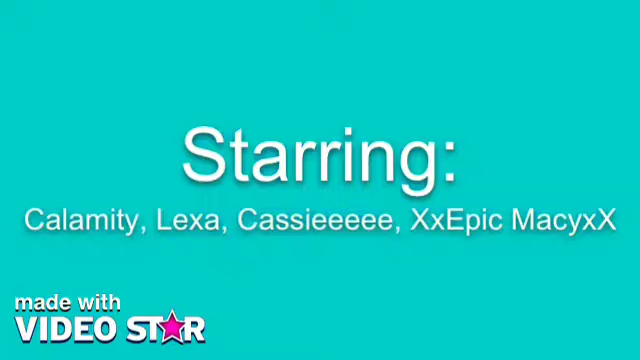 Starring:
Calamity, Lexa, Cassieeeee, XxEpic MacyxX
made with
VIDEO STAR